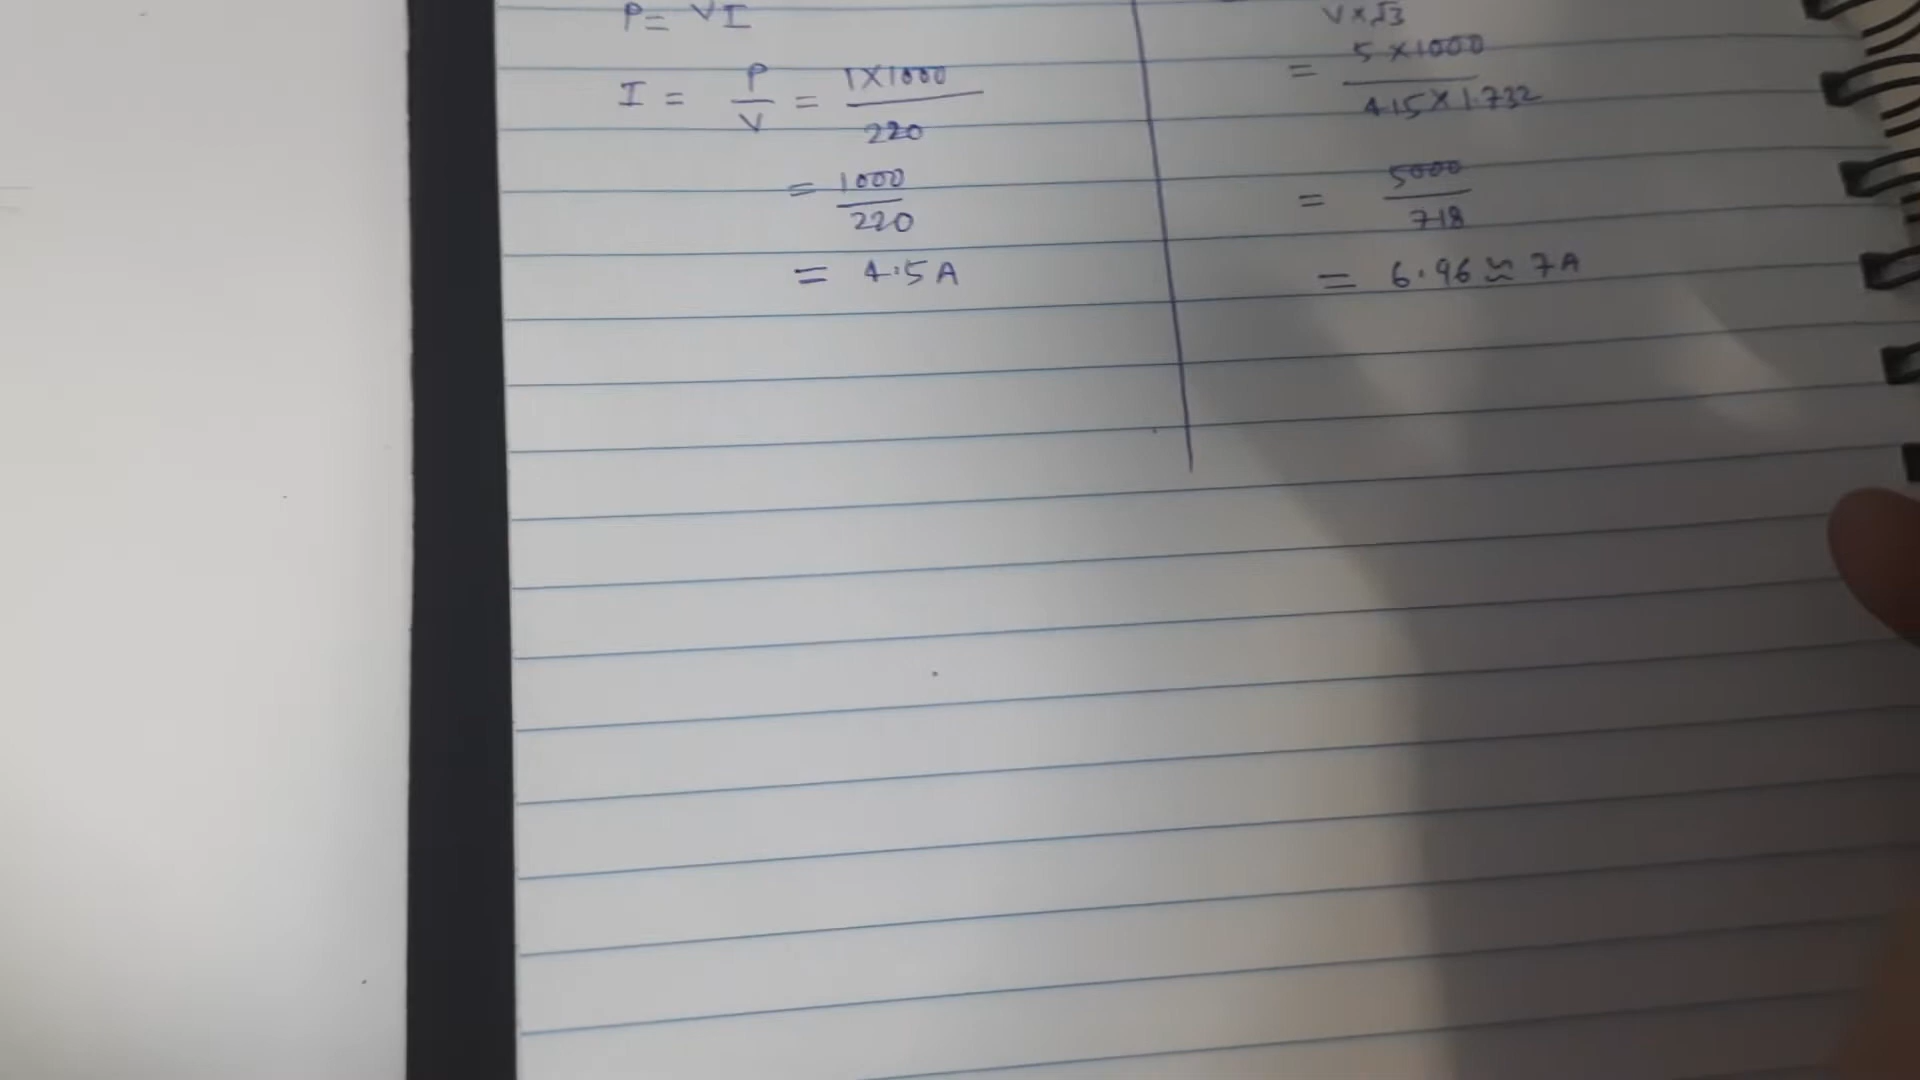 P = VI
I = P/V = 1X1000/220
= 1000/220
= 4.5 A
V × √3
= 5 × 1000/415 × 1.732
= 5000/718
= 6.96 ≈ 7A